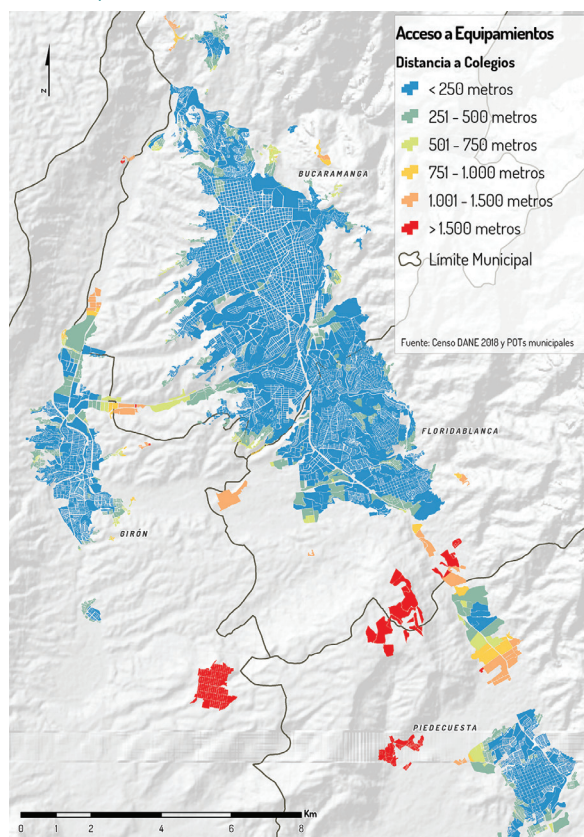 Acceso a Equipamientos
Distancia a Colegios
< 250 metros
251 - 500 metros
501 - 750 metros
751 - 1.000 metros
1.001 - 1.500 metros
> 1.500 metros
Límite Municipal
Fuente: Censo DANE 2018 y POTs municipales
N
BUCARAMANGA
FLORIDABLANCA
GIRÓN
PIEDECUESTA
Km
0 1 2 4 6 8